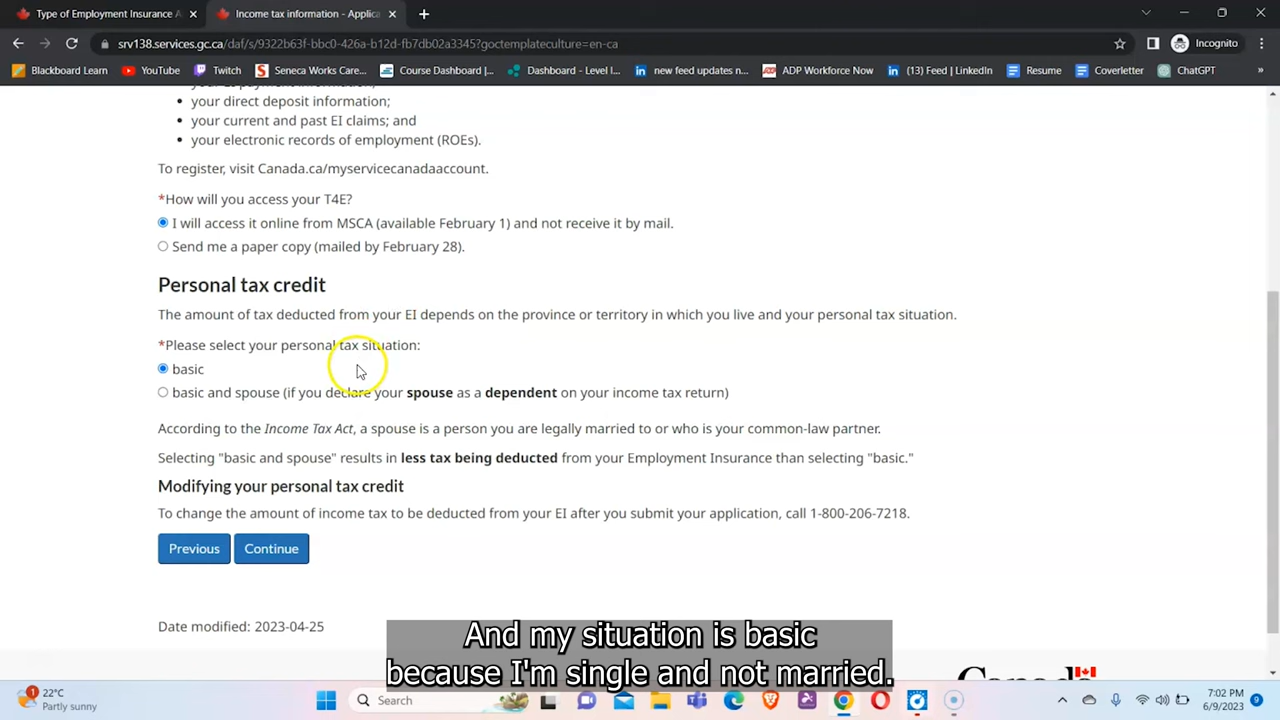 Type of Employment Insurance A
Income tax information - Applica
srv138.services.gc.ca/daf/s/9322b63f-bbc0-426a-b12d-fb7db02a3345?goctemplateculture=en-ca
Incognito
Blackboard Learn
YouTube
Twitch
Seneca Works Care...
Course Dashboard |...
Dashboard - Level I...
new feed updates n...
ADP Workforce Now
(13) Feed | LinkedIn
Resume
Coverletter
ChatGPT
»
• your direct deposit information;
• your current and past EI claims; and
• your electronic records of employment (ROEs).
To register, visit Canada.ca/myservicecanadaaccount.
*How will you access your T4E?
I will access it online from MSCA (available February 1) and not receive it by mail.
Send me a paper copy (mailed by February 28).
Personal tax credit
The amount of tax deducted from your EI depends on the province or territory in which you live and your personal tax situation.
*Please select your personal tax situation:
basic
basic and spouse (if you declare your spouse as a dependent on your income tax return)
According to the Income Tax Act, a spouse is a person you are legally married to or who is your common-law partner.
Selecting "basic and spouse" results in less tax being deducted from your Employment Insurance than selecting "basic."
Modifying your personal tax credit
To change the amount of income tax to be deducted from your EI after you submit your application, call 1-800-206-7218.
Previous
Continue
Date modified: 2023-04-25
And my situation is basic
because I'm single and not married.
Canada
1
22°C
Partly sunny
Search
7:02 PM
6/9/2023
9